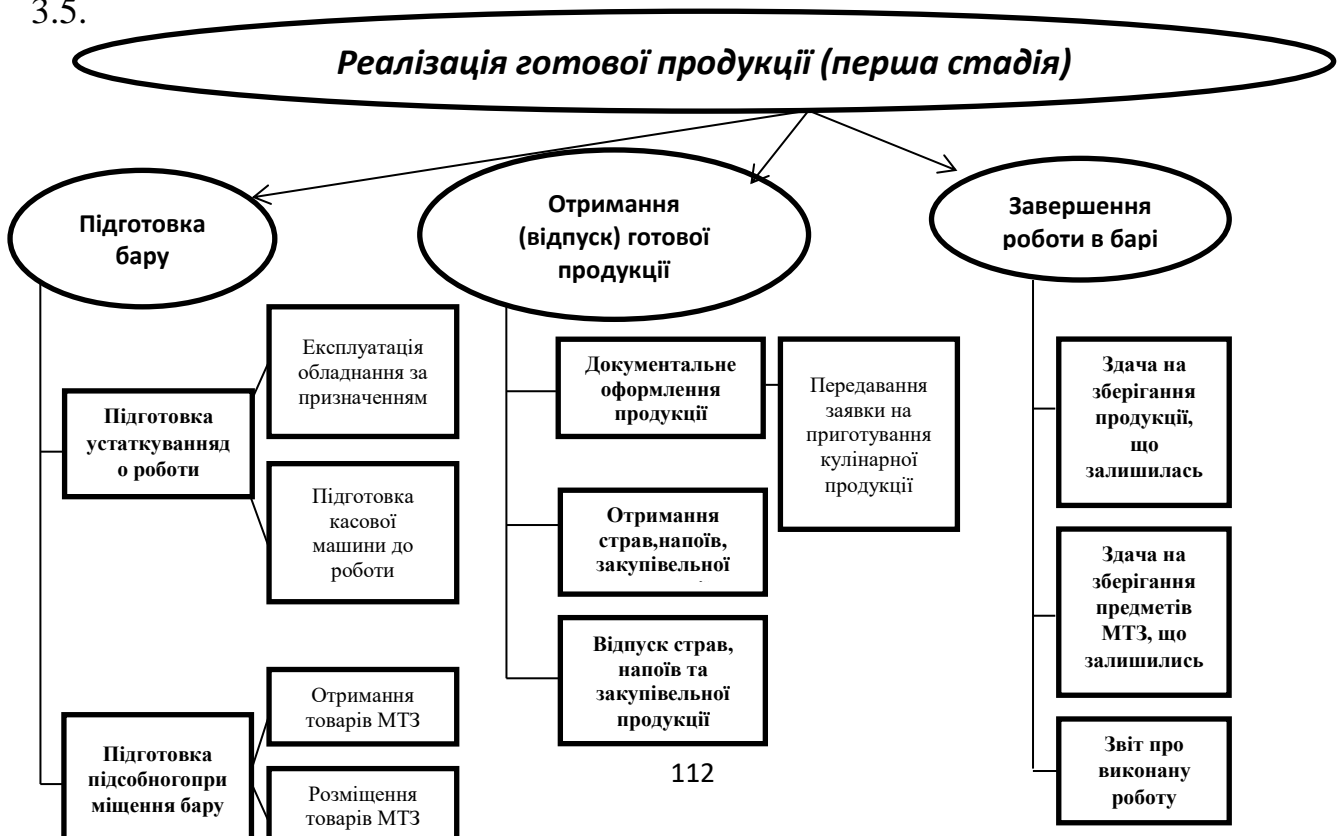 3.5.
Реалізація готової продукції (перша стадія)
Підготовка
бару
Отримання
(відпуск) готової
продукції
Завершення
роботи в барі
Експлуатація
обладнання за
призначенням
Підготовка
устаткуванняд
о роботи
Підготовка
касової
машини до
роботи
Отримання
товарів МТЗ
Підготовка
підсобногопри
міщення бару
Розміщення
товарів МТЗ
Документальне
оформлення
продукції
Передавання
заявки на
приготування
кулінарної
продукції
Отримання
страв,напоїв,
закупівельної
Відпуск страв,
напоїв та
закупівельної
продукції
Здача на
зберігання
продукції,
що
залишилась
Здача на
зберігання
предметів
МТЗ, що
залишились
Звіт про
виконану
роботу
112